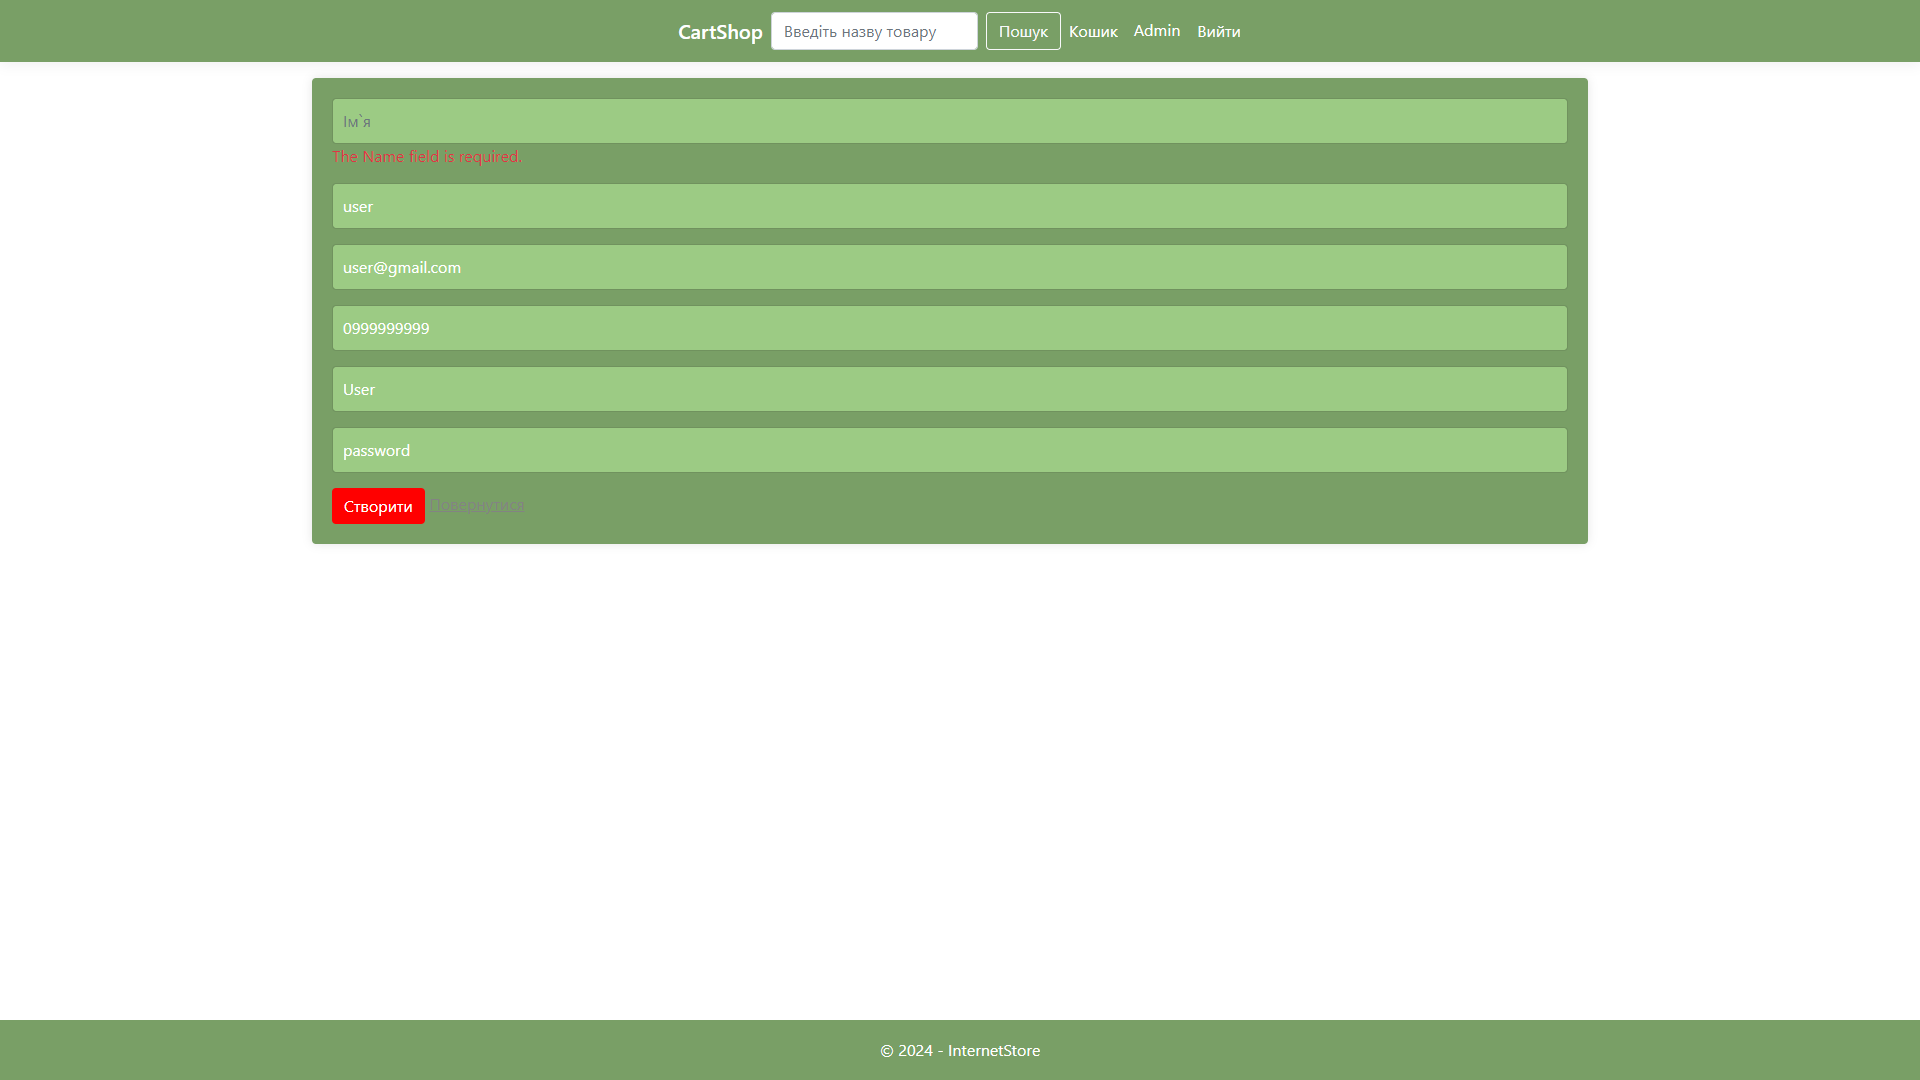 CartShop Введіть назву товару Пошук Кошик Admin Вийти
Ім`я
The Name field is required.
user
user@gmail.com
0999999999
User
password
Створити Повернутися
© 2024 - InternetStore